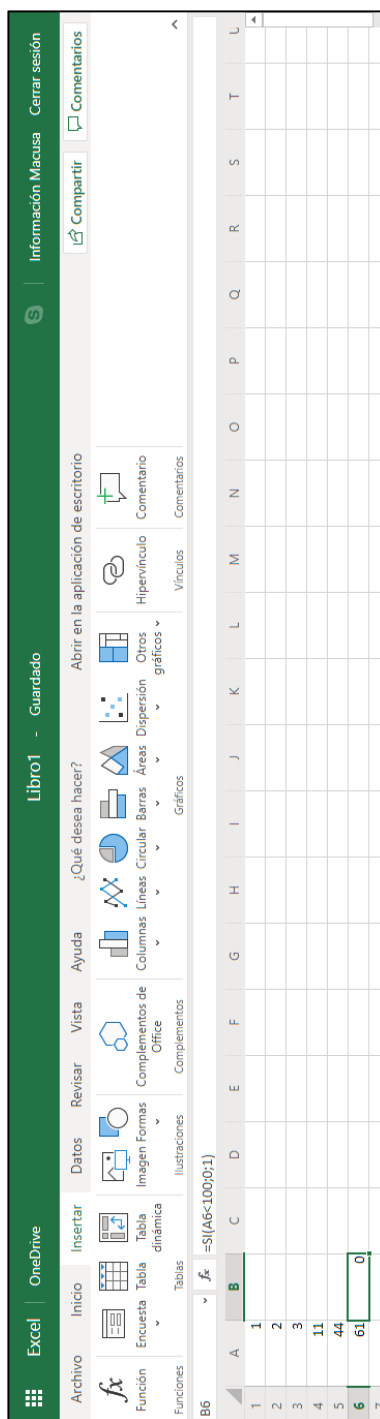 Excel | OneDrive Libro1 - Guardado Información Macusa Cerrar sesión
Archivo Inicio Insertar Datos Revisar Vista Ayuda ¿Qué desea hacer? Abrir en la aplicación de escritorio Compartir Comentarios
fx
Función Encuesta Tabla Tabla dinámica Imagen Formas Complementos de Office Columnas Líneas Circular Barras Áreas Dispersión Otros gráficos Hipervínculo Comentario
Funciones Tablas Ilustraciones Complementos Gráficos Vínculos Comentarios
B6 fx =SI(A6<100;0;1)
A B C D E F G H I J K L M N O P Q R S T U
1 1
2 2
3 3
4 11
5 44
6 61 0
7